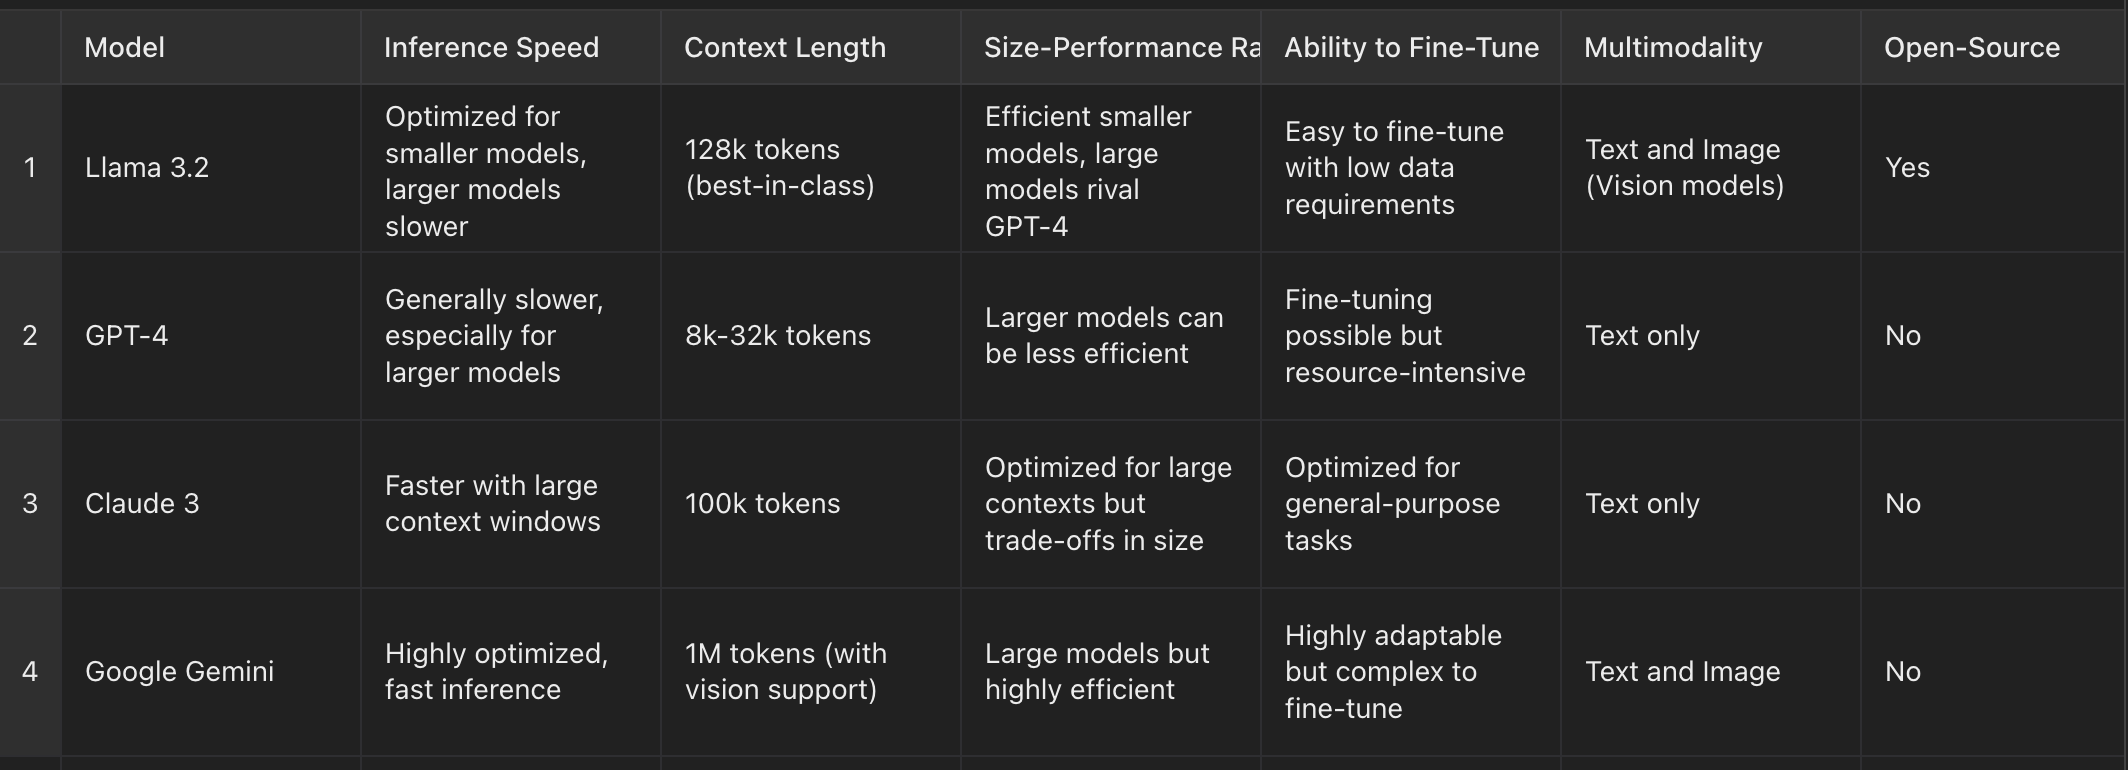 Model
Inference Speed
Context Length
Size-Performance Ra
Ability to Fine-Tune
Multimodality
Open-Source
1
Llama 3.2
Optimized for
smaller models,
larger models
slower
128k tokens
(best-in-class)
Efficient smaller
models, large
models rival
GPT-4
Easy to fine-tune
with low data
requirements
Text and Image
(Vision models)
Yes
2
GPT-4
Generally slower,
especially for
larger models
8k-32k tokens
Larger models can
be less efficient
Fine-tuning
possible but
resource-intensive
Text only
No
3
Claude 3
Faster with large
context windows
100k tokens
Optimized for large
contexts but
trade-offs in size
Optimized for
general-purpose
tasks
Text only
No
4
Google Gemini
Highly optimized,
fast inference
1M tokens (with
vision support)
Large models but
highly efficient
Highly adaptable
but complex to
fine-tune
Text and Image
No